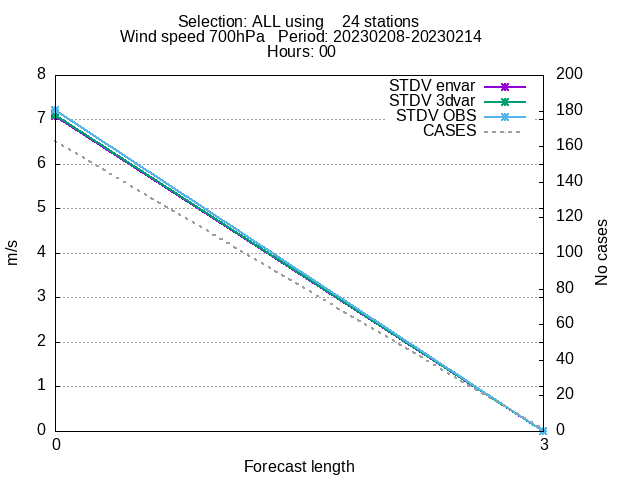 Selection: ALL using    24 stations
Wind speed 700hPa   Period: 20230208-20230214
Hours: 00
STDV envar
STDV 3dvar
STDV OBS
CASES
8
7
6
5
4
3
2
1
0
200
180
160
140
120
100
80
60
40
20
0
m/s
No cases
0
3
Forecast length